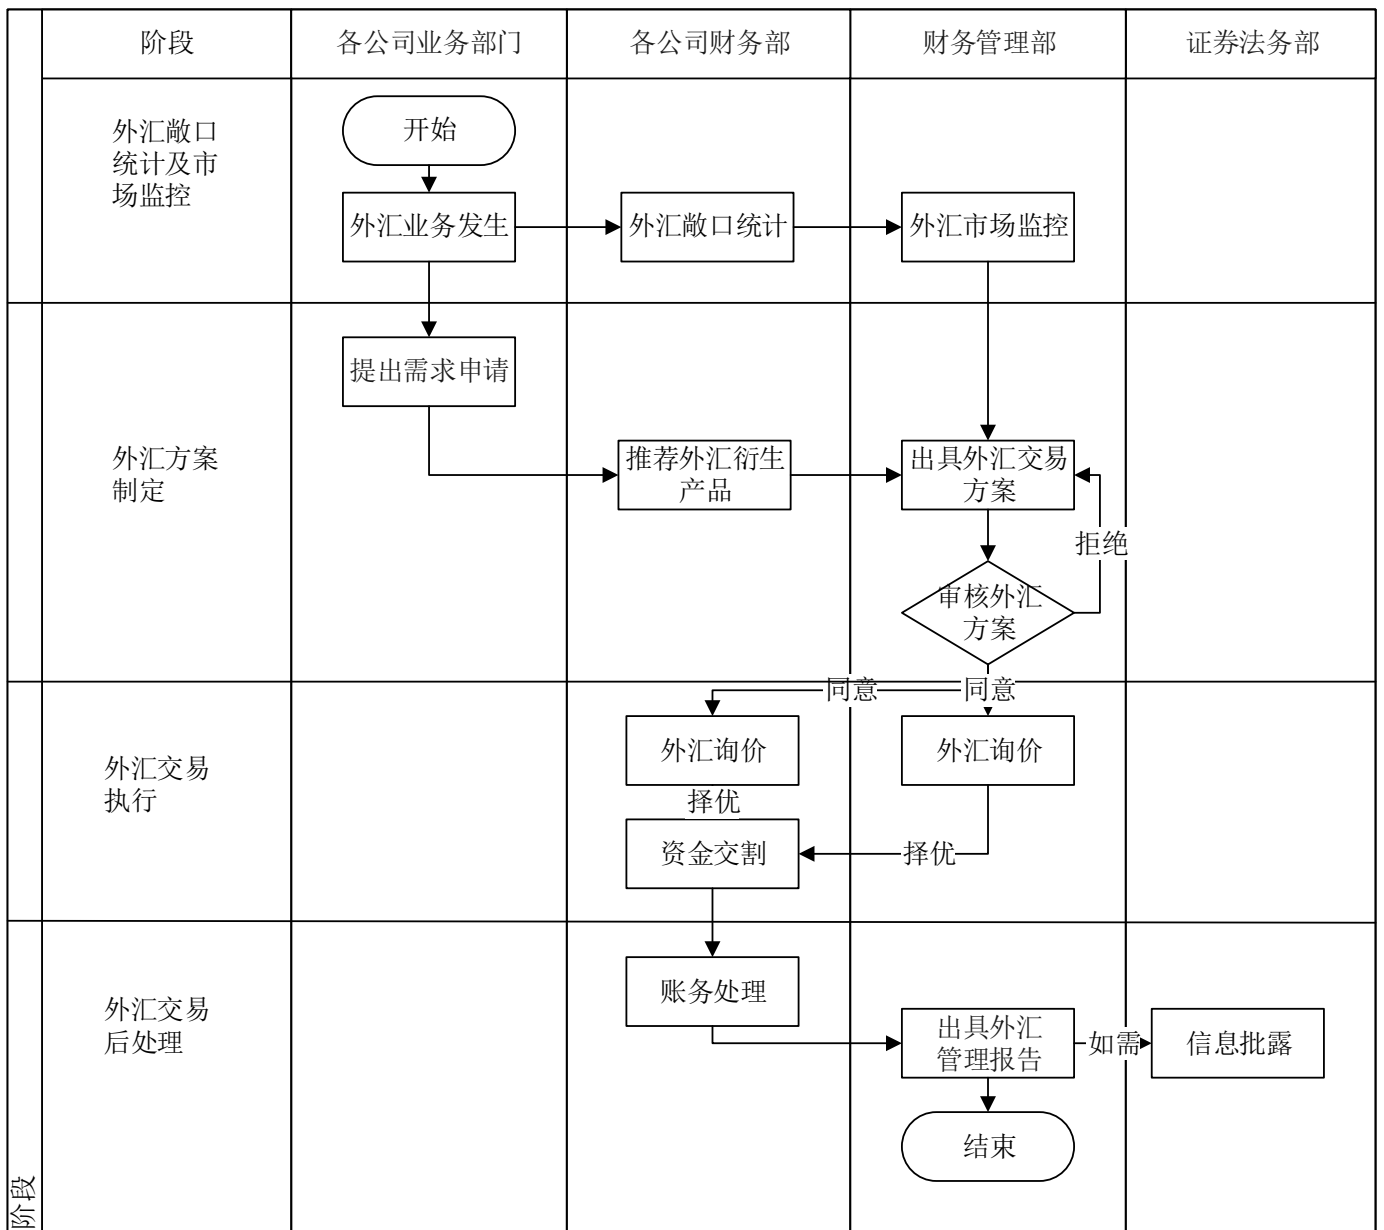 阶段
各公司业务部门
各公司财务部
财务管理部
证券法务部
外汇敞口
统计及市
场监控
开始
外汇业务发生
外汇敞口统计
外汇市场监控
提出需求申请
外汇方案
制定
推荐外汇衍生
产品
出具外汇交易
方案
拒绝
审核外汇
方案
同意
同意
外汇交易
执行
外汇询价
外汇询价
择优
资金交割
择优
外汇交易
后处理
账务处理
出具外汇
管理报告
如需
信息批露
结束
阶段